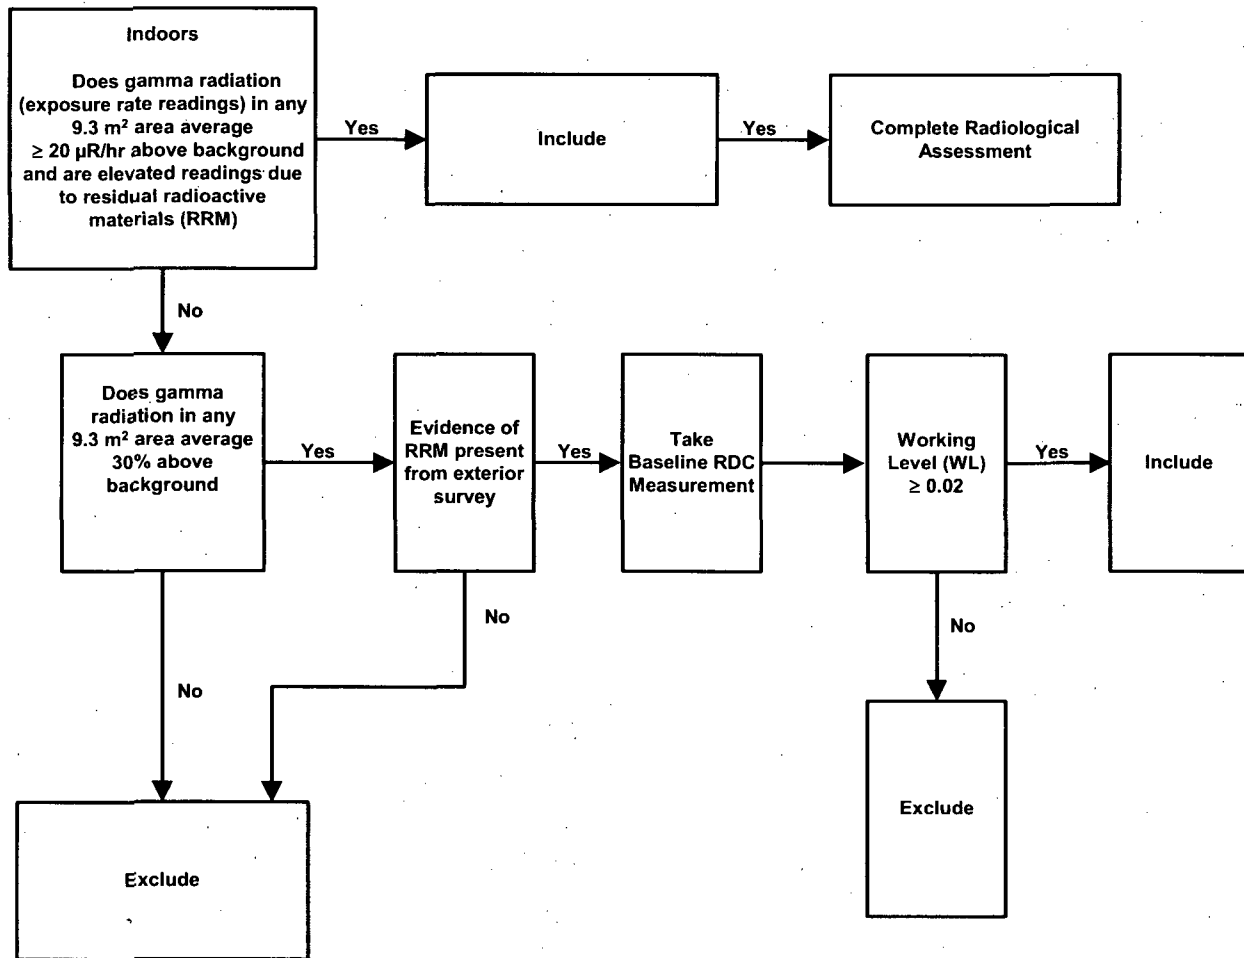 Indoors
Does gamma radiation
(exposure rate readings) in any
9.3 m² area average
≥ 20 µR/hr above background
and are elevated readings due
to residual radioactive
materials (RRM)
Yes
Include
Yes
Complete Radiological
Assessment
No
Does gamma
radiation in any
9.3 m² area average
30% above
background
Yes
Evidence of
RRM present
from exterior
survey
Yes
Take
Baseline RDC
Measurement
Working
Level (WL)
≥ 0.02
Yes
Include
No
No
No
Exclude
Exclude